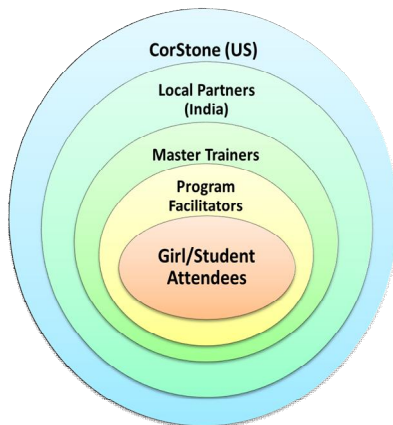 CorStone (US)
Local Partners
(India)
Master Trainers
Program
Facilitators
Girl/Student
Attendees